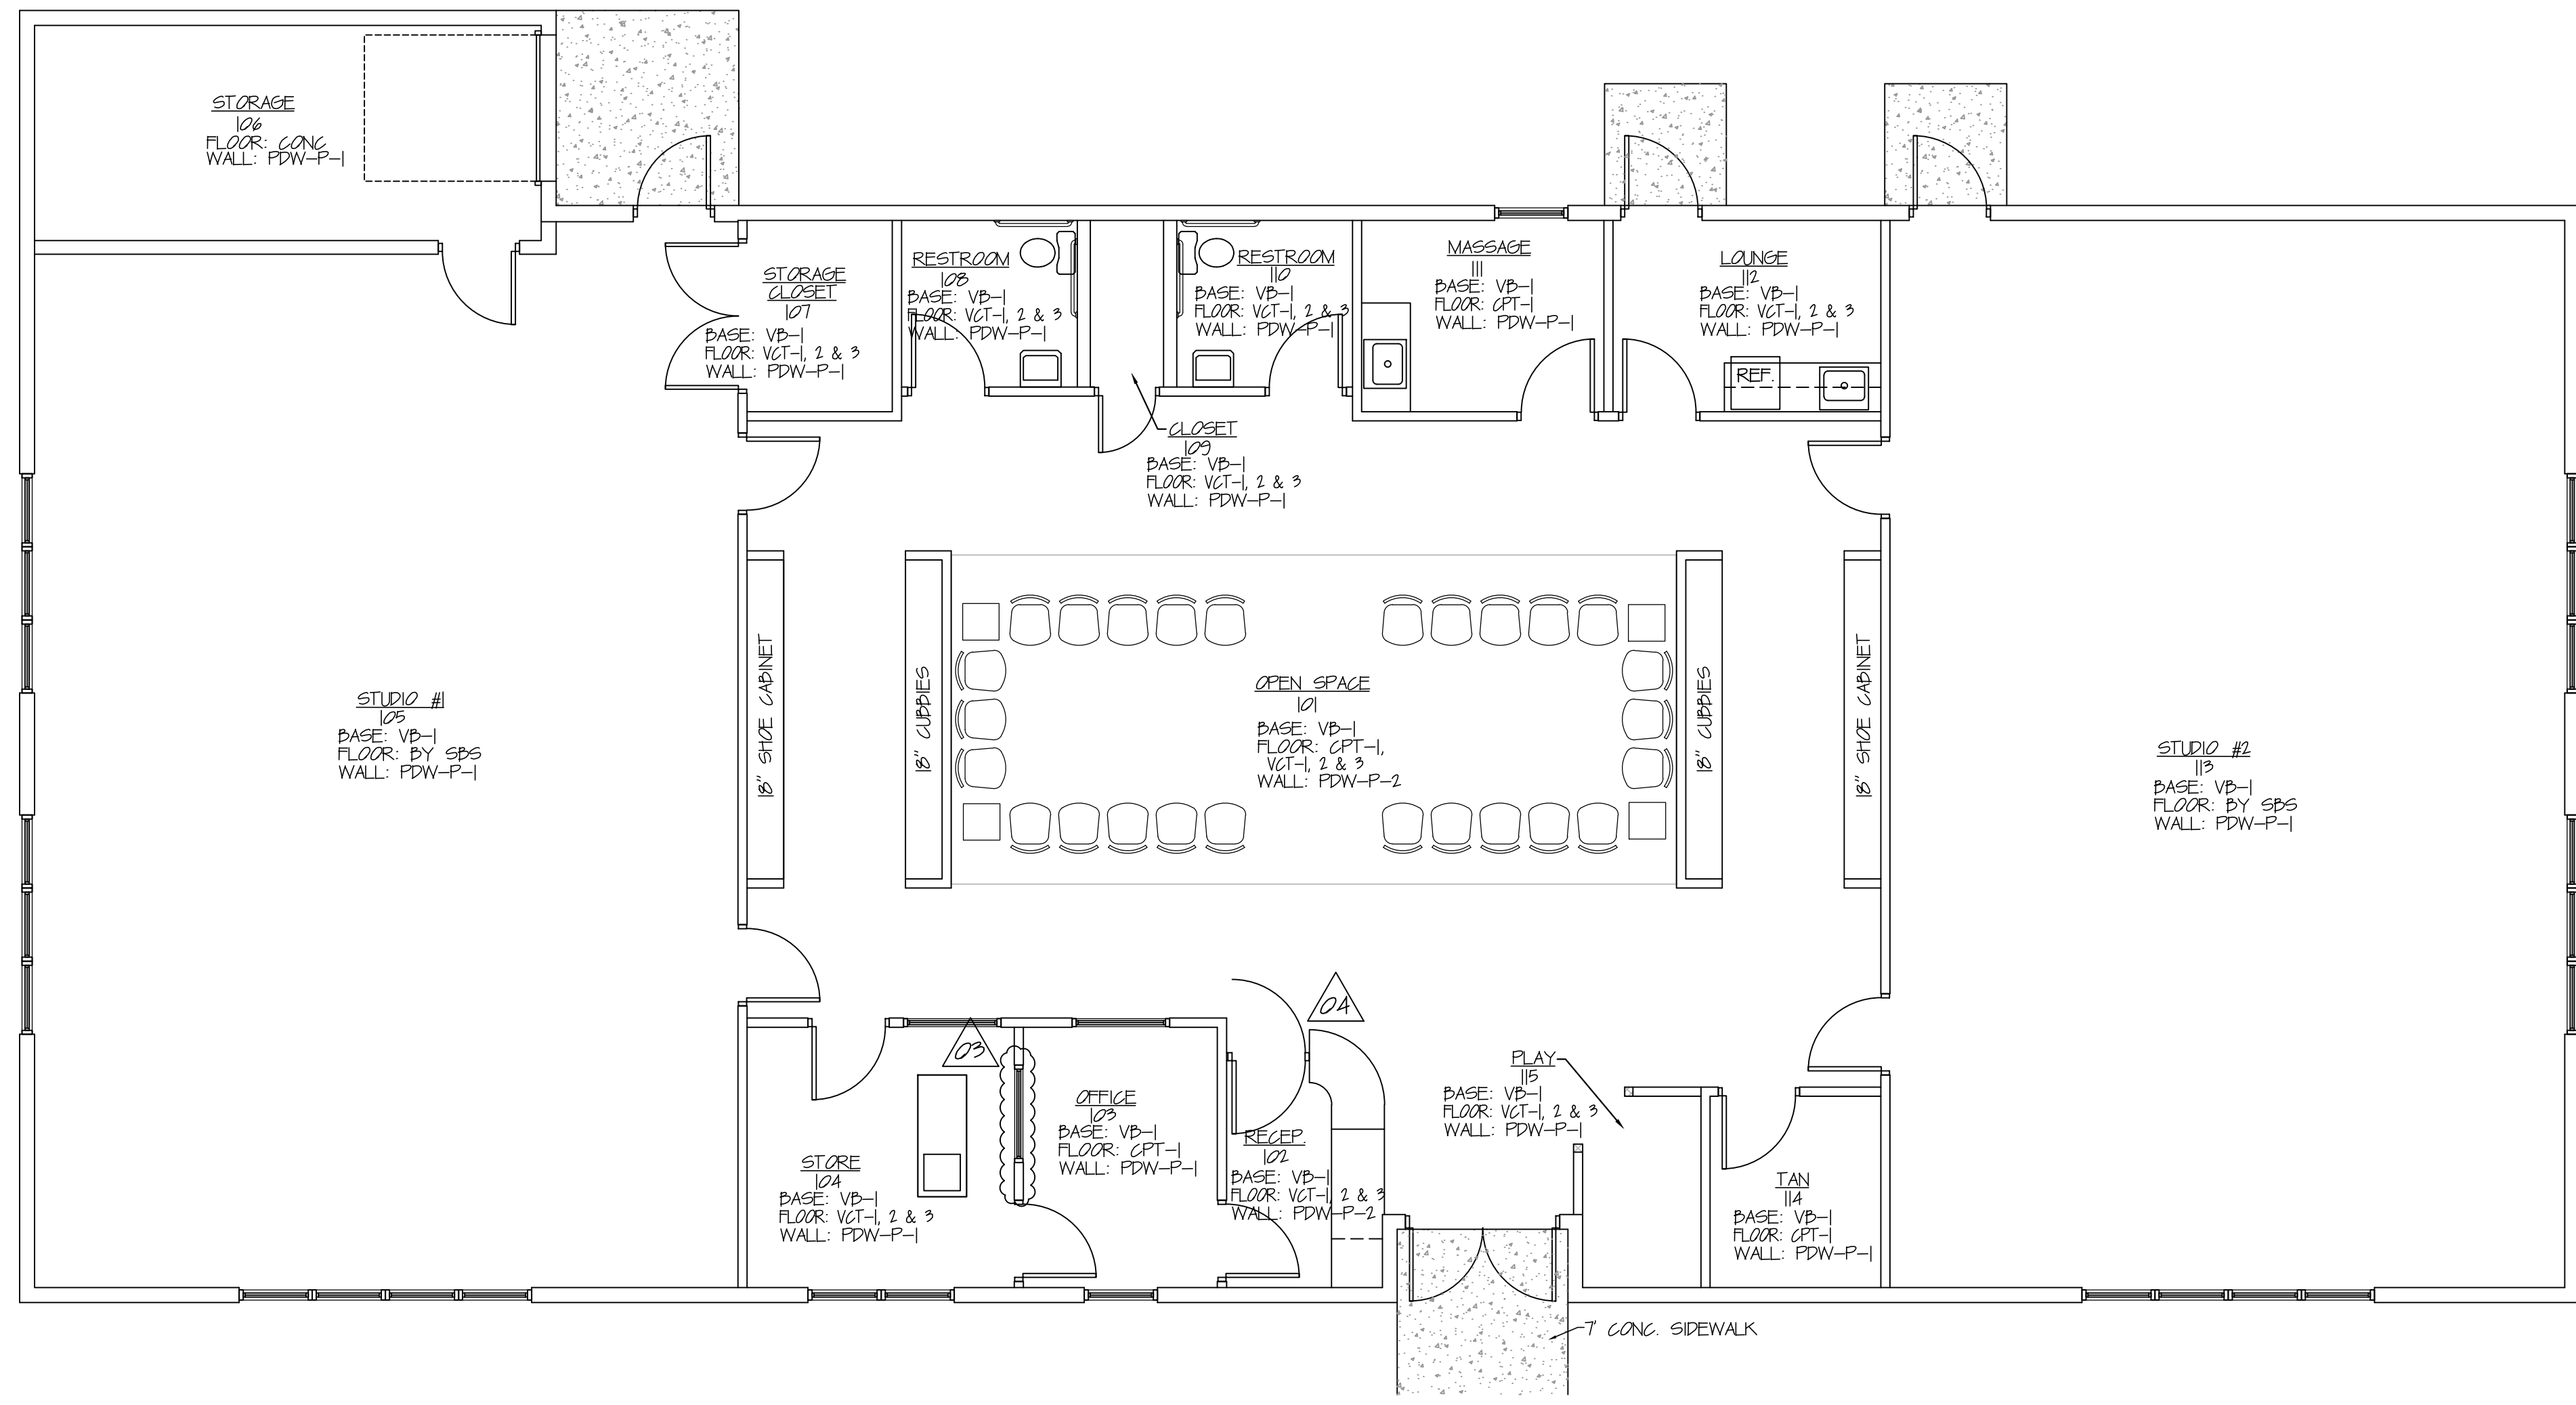 STORAGE
106
FLOOR: CONC
WALL: PDW-P-1
STORAGE
CLOSET
107
BASE: VB-1
FLOOR: VCT-1, 2 & 3
WALL: PDW-P-1
RESTROOM
108
BASE: VB-1
FLOOR: VCT-1, 2 & 3
WALL: PDW-P-1
RESTROOM
110
BASE: VB-1
FLOOR: VCT-1, 2 & 3
WALL: PDW-P-1
MASSAGE
111
BASE: VB-1
FLOOR: CPT-1
WALL: PDW-P-1
LOUNGE
112
BASE: VB-1
FLOOR: VCT-1, 2 & 3
WALL: PDW-P-1
REF.
CLOSET
109
BASE: VB-1
FLOOR: VCT-1, 2 & 3
WALL: PDW-P-1
STUDIO #1
105
BASE: VB-1
FLOOR: BY SBS
WALL: PDW-P-1
18" SHOE CABINET
18" CUBBIES
OPEN SPACE
101
BASE: VB-1
FLOOR: CPT-1,
VCT-1, 2 & 3
WALL: PDW-P-2
18" CUBBIES
18" SHOE CABINET
STUDIO #2
113
BASE: VB-1
FLOOR: BY SBS
WALL: PDW-P-1
03
04
STORE
104
BASE: VB-1
FLOOR: VCT-1, 2 & 3
WALL: PDW-P-1
OFFICE
103
BASE: VB-1
FLOOR: CPT-1
WALL: PDW-P-1
RECEP.
102
BASE: VB-1
FLOOR: VCT-1, 2 & 3
WALL: PDW-P-2
PLAY
115
BASE: VB-1
FLOOR: VCT-1, 2 & 3
WALL: PDW-P-1
TAN
114
BASE: VB-1
FLOOR: CPT-1
WALL: PDW-P-1
7' CONC. SIDEWALK